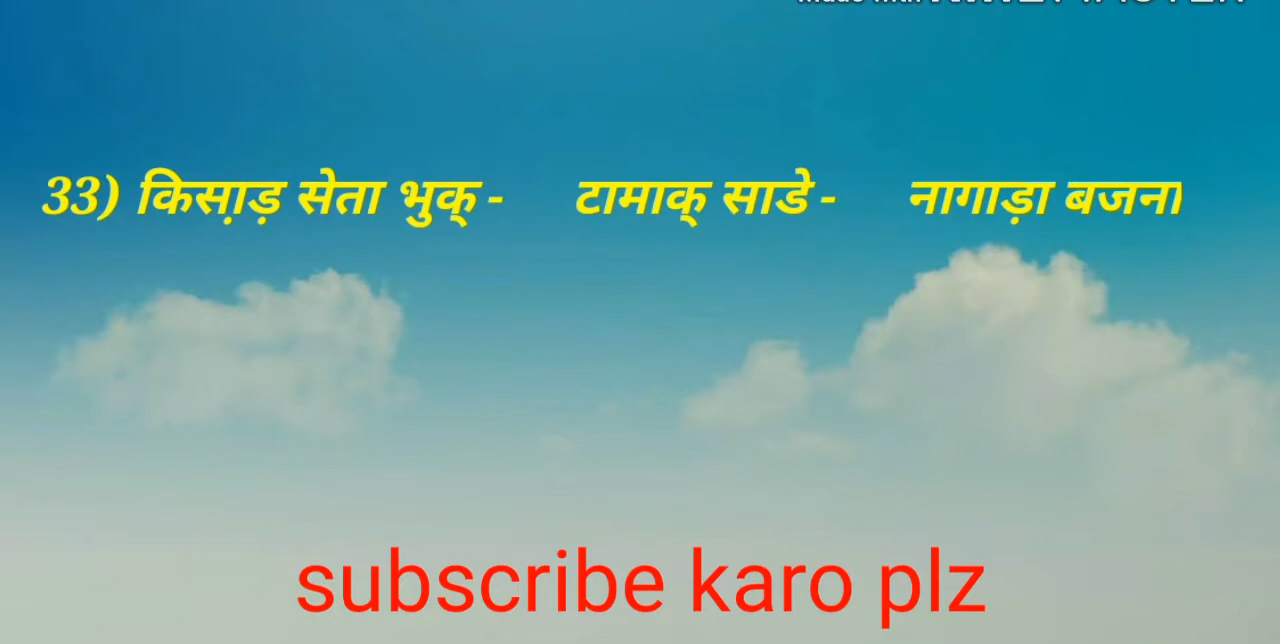 33) किसा़ड़ सेता भुक् - टामाक् साडे - नागाड़ा बजना
subscribe karo plz